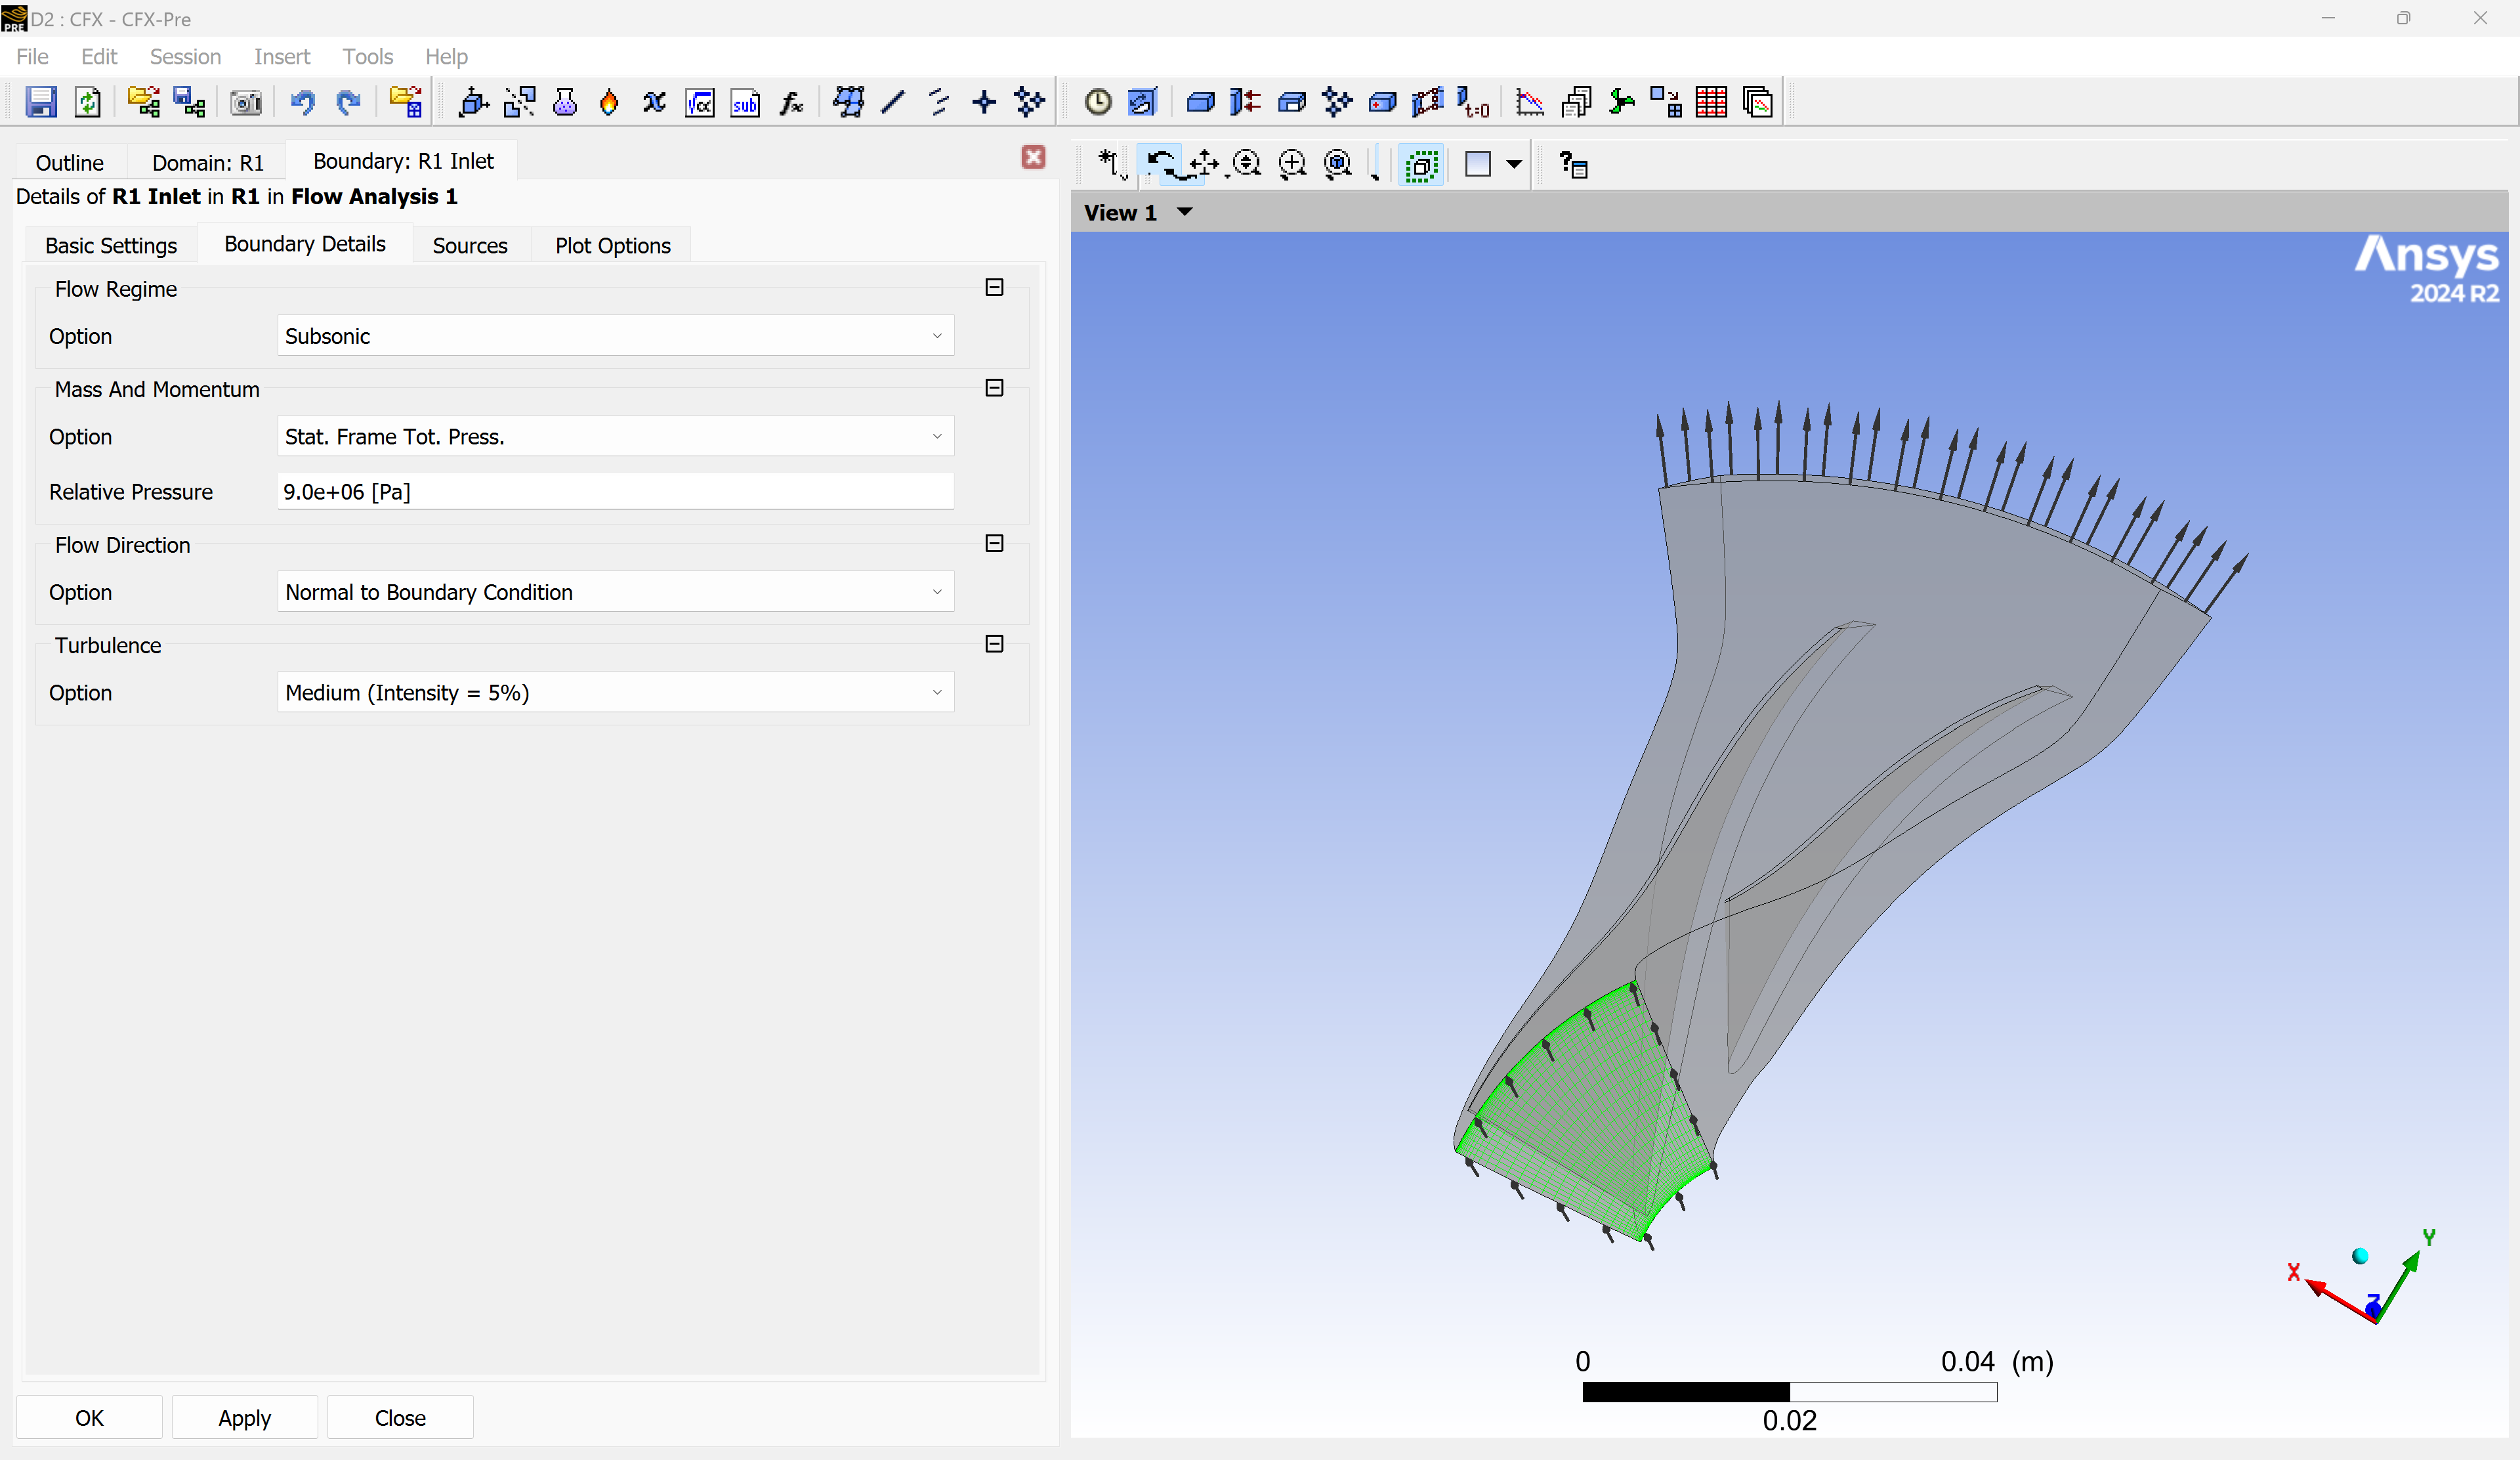 D2 : CFX - CFX-Pre
File Edit Session Insert Tools Help
√α sub fx t=0
Outline Domain: R1 Boundary: R1 Inlet
Details of R1 Inlet in R1 in Flow Analysis 1
Basic Settings Boundary Details Sources Plot Options
Flow Regime
Option Subsonic
Mass And Momentum
Option Stat. Frame Tot. Press.
Relative Pressure 9.0e+06 [Pa]
Flow Direction
Option Normal to Boundary Condition
Turbulence
Option Medium (Intensity = 5%)
OK Apply Close
View 1
Ansys
2024 R2
X Y Z
0 0.04 (m)
0.02